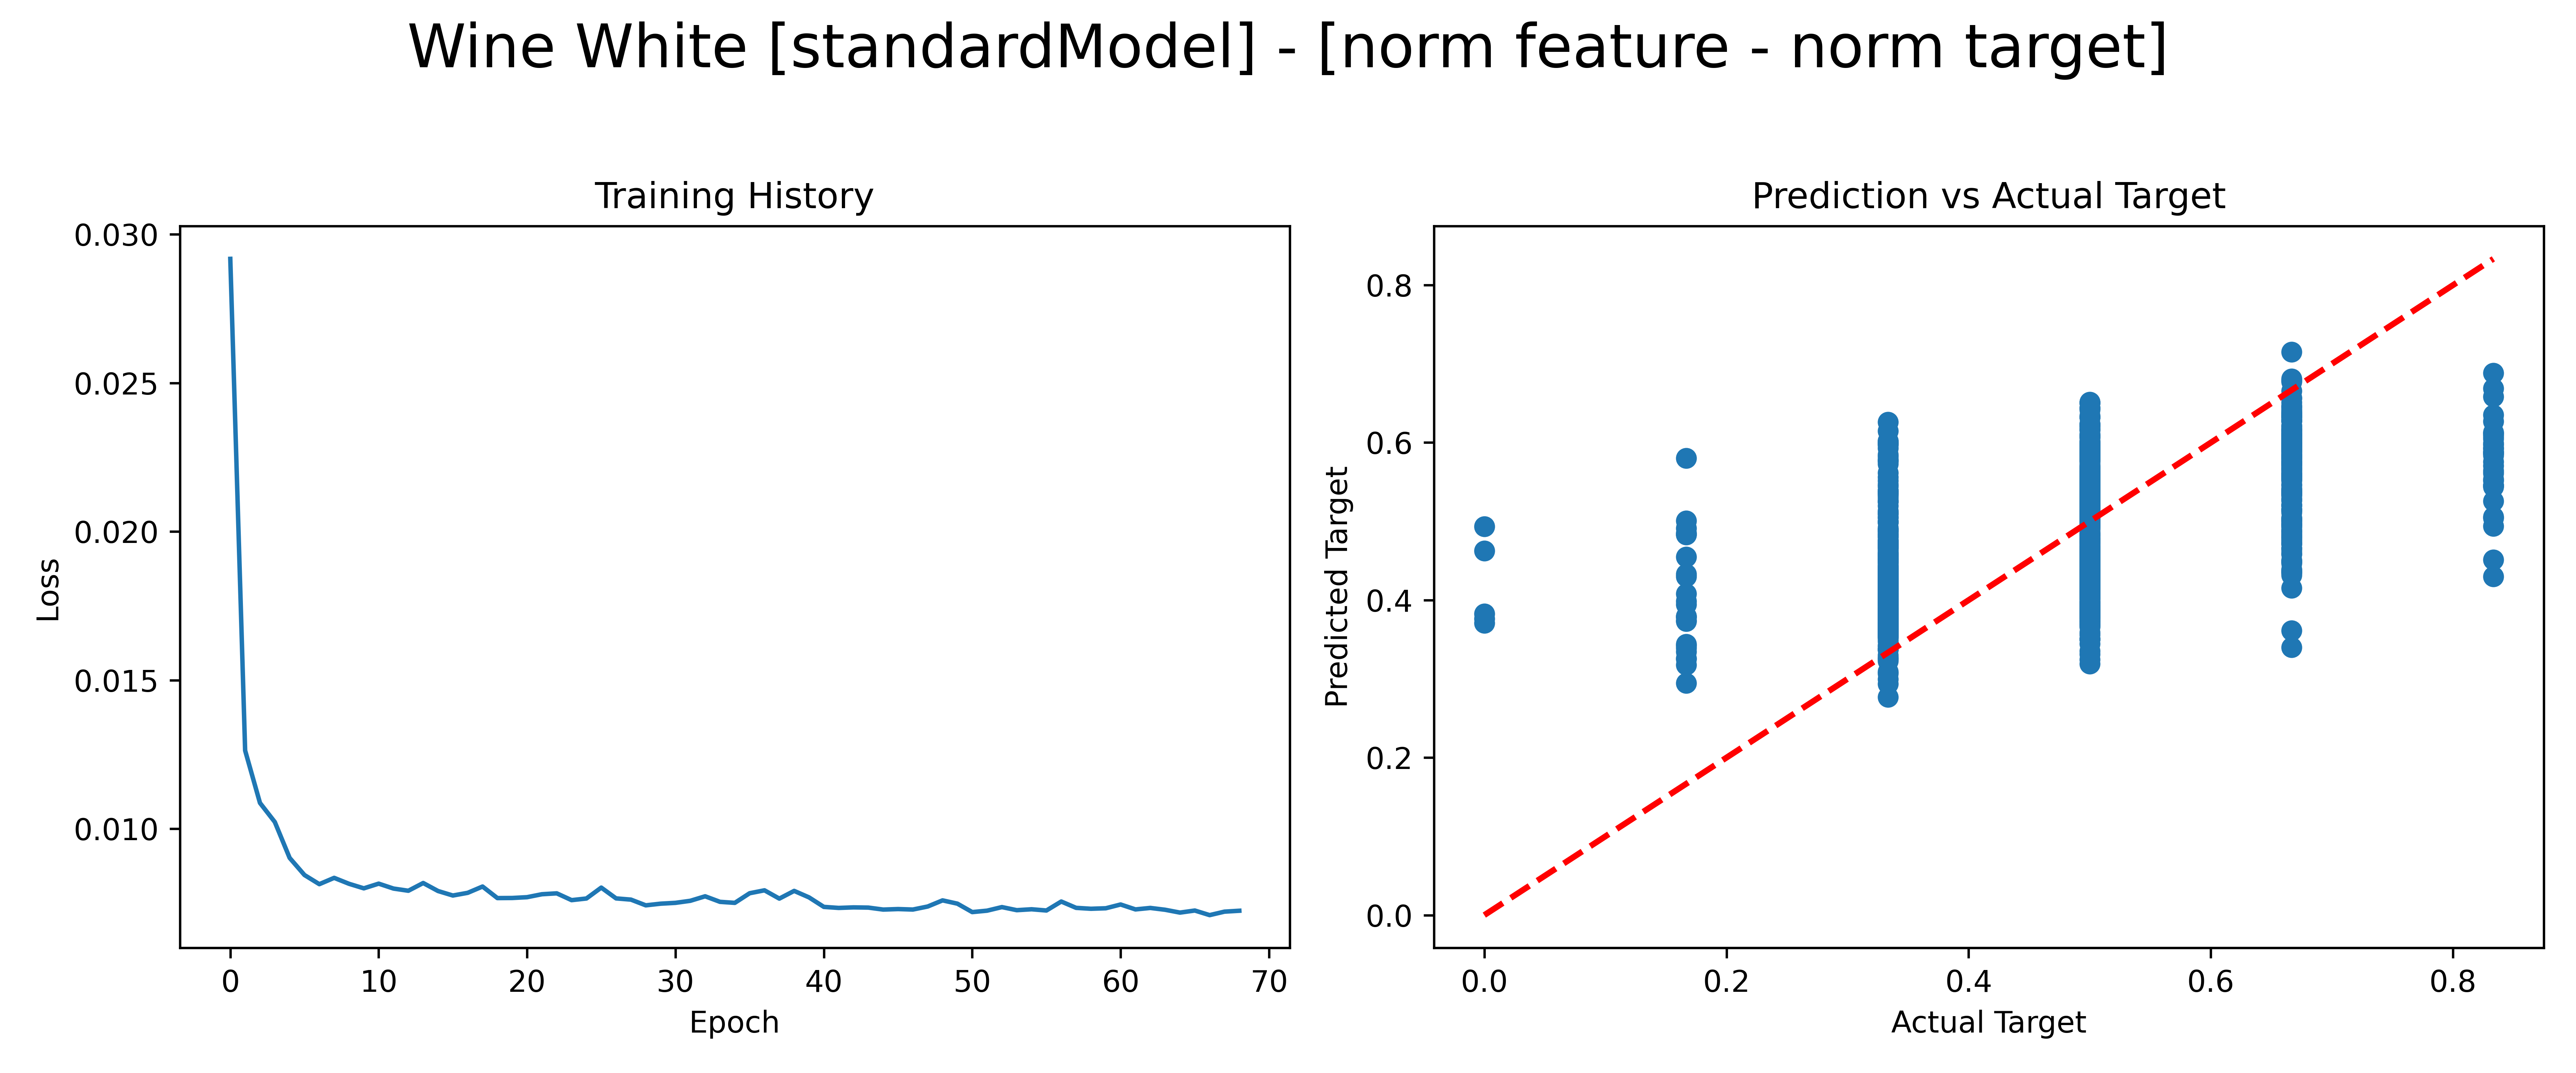 Wine White [standardModel] - [norm feature - norm target]
Training History
0.030
0.025
0.020
0.015
0.010
Loss
0 10 20 30 40 50 60 70
Epoch
Prediction vs Actual Target
0.8
0.6
0.4
0.2
0.0
Predicted Target
0.0 0.2 0.4 0.6 0.8
Actual Target